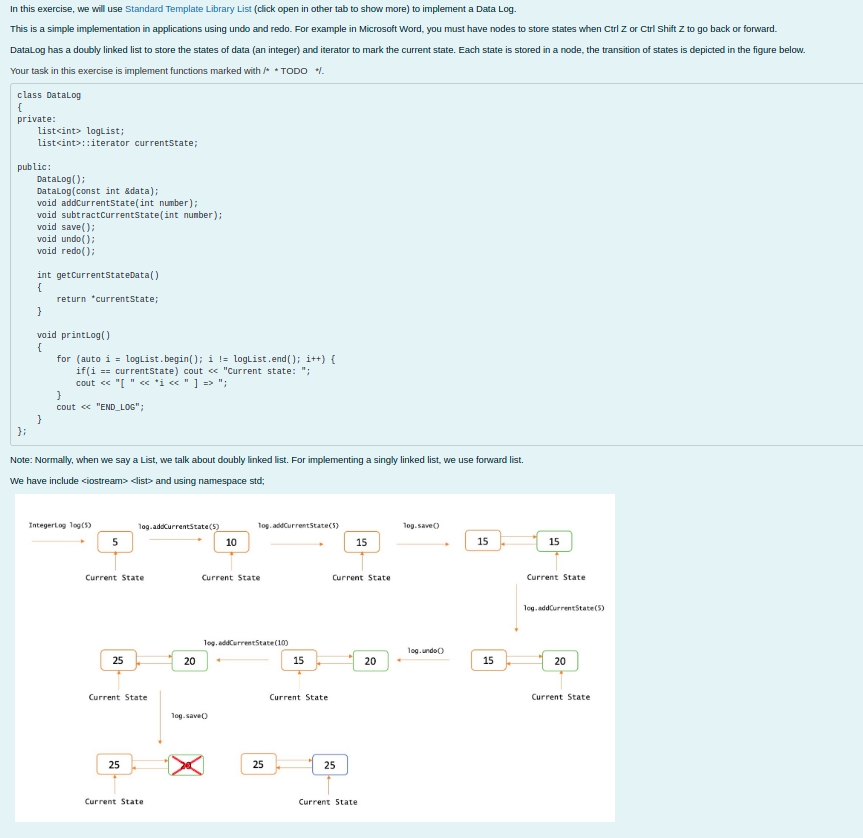 In this exercise, we will use Standard Template Library List (click open in other tab to show more) to implement a Data Log.
This is a simple implementation in applications using undo and redo. For example in Microsoft Word, you must have nodes to store states when Ctrl Z or Ctrl Shift Z to go back or forward.
DataLog has a doubly linked list to store the states of data (an integer) and iterator to mark the current state. Each state is stored in a node, the transition of states is depicted in the figure below.
Your task in this exercise is implement functions marked with /* * TODO */.
class DataLog
{
private:
    list<int> logList;
    list<int>::iterator currentState;
public:
    DataLog();
    DataLog(const int &data);
    void addCurrentState(int number);
    void subtractCurrentState(int number);
    void save();
    void undo();
    void redo();
    int getCurrentStateData()
    {
        return *currentState;
    }
    void printLog()
    {
        for (auto i = logList.begin(); i != logList.end(); i++) {
            if(i == currentState) cout << "Current state: ";
            cout << "[ " << *i << " ] => ";
        }
        cout << "END_LOG";
    }
};
Note: Normally, when we say a List, we talk about doubly linked list. For implementing a singly linked list, we use forward list.
We have include <iostream> <list> and using namespace std;
IntegerLog log(5) log.addCurrentState(5) log.addCurrentState(5) log.save()
5 10 15 15 15
Current State Current State Current State Current State
log.addCurrentState(5)
log.addCurrentState(10) log.undo()
25 20 15 20 15 20
Current State Current State Current State
log.save()
25 20 25 25
Current State Current State